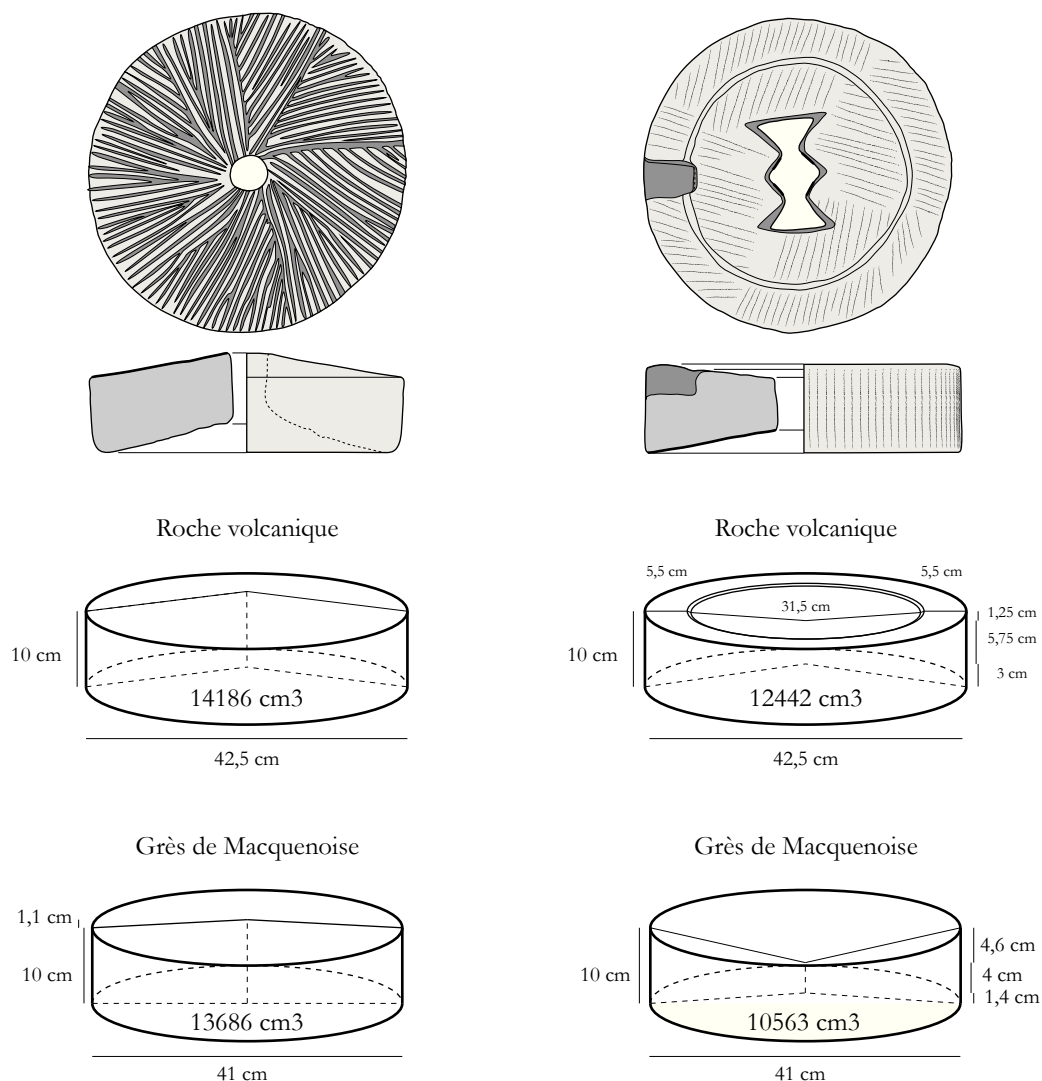 Roche volcanique
10 cm
14186 cm3
42,5 cm
Roche volcanique
5,5 cm
5,5 cm
31,5 cm
1,25 cm
5,75 cm
10 cm
3 cm
12442 cm3
42,5 cm
Grès de Macquenoise
1,1 cm
10 cm
13686 cm3
41 cm
Grès de Macquenoise
4,6 cm
10 cm
4 cm
1,4 cm
10563 cm3
41 cm